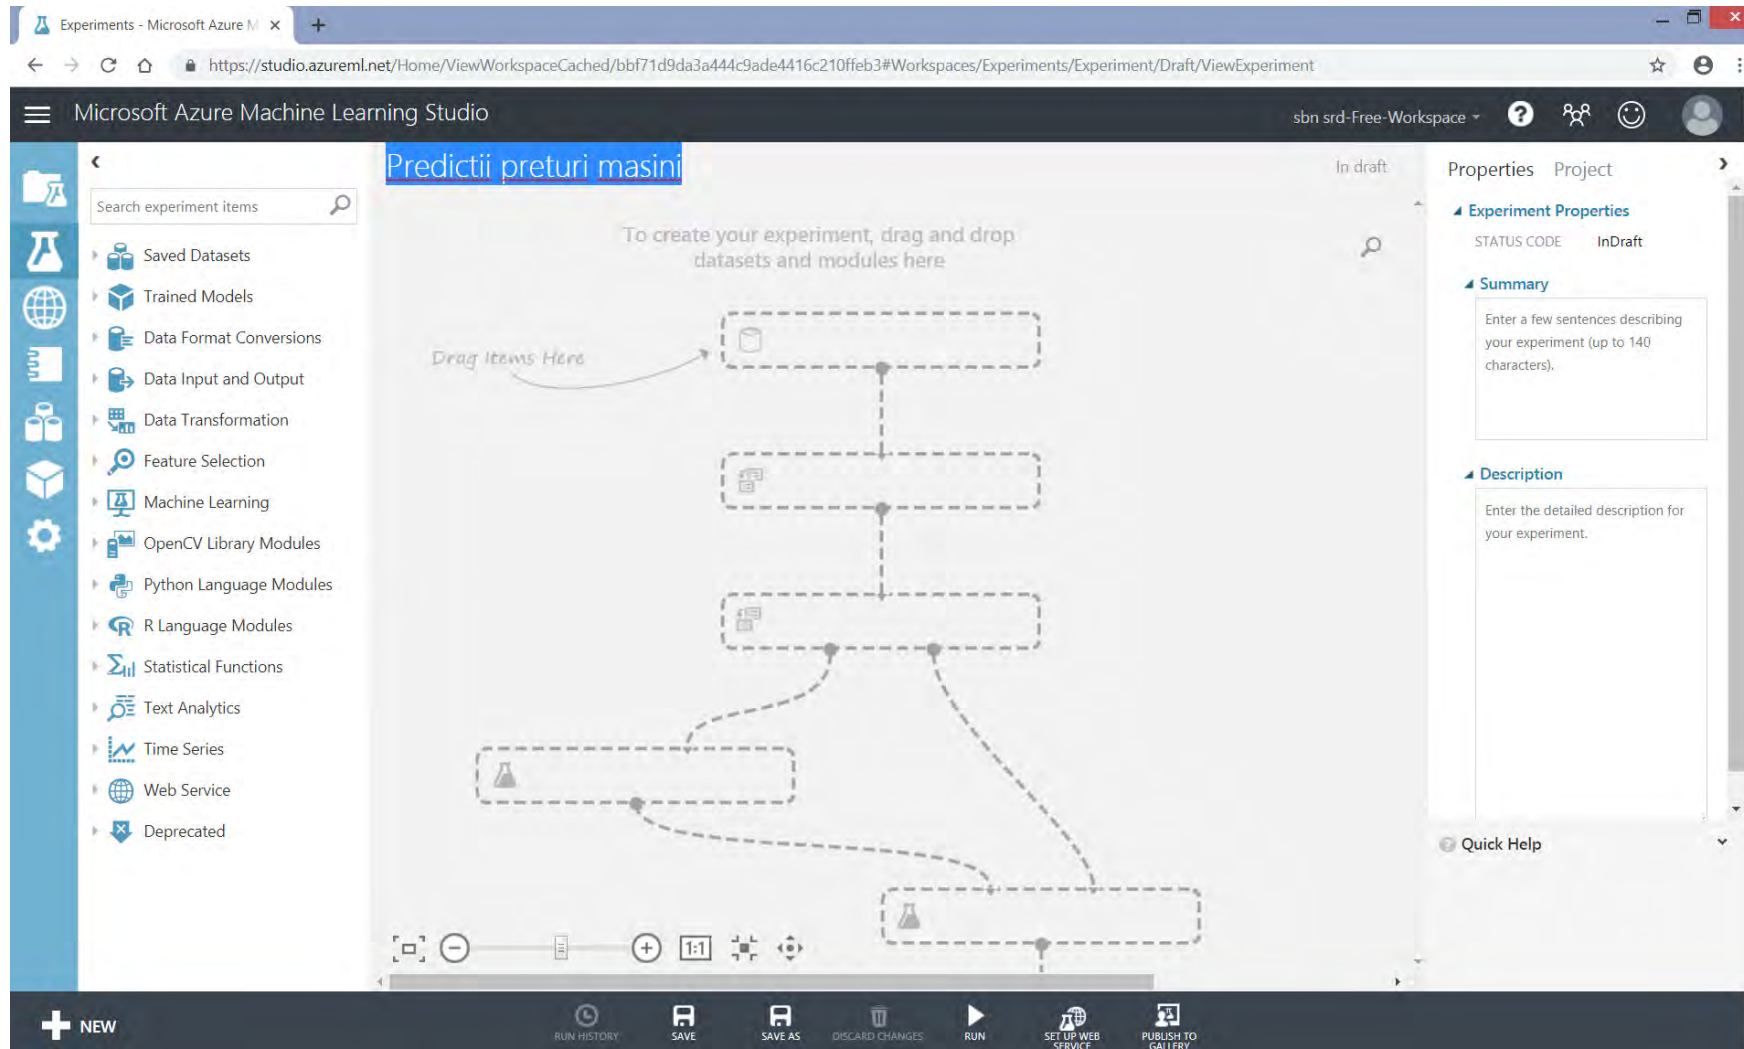 Experiments - Microsoft Azure M
https://studio.azureml.net/Home/ViewWorkspaceCached/bbf71d9da3a444c9ade4416c210ffeb3#Workspaces/Experiments/Experiment/Draft/ViewExperiment
Microsoft Azure Machine Learning Studio
sbn srd-Free-Workspace
Search experiment items
Saved Datasets
Trained Models
Data Format Conversions
Data Input and Output
Data Transformation
Feature Selection
Machine Learning
OpenCV Library Modules
Python Language Modules
R Language Modules
Statistical Functions
Text Analytics
Time Series
Web Service
Deprecated
Predictii preturi masini
In draft
To create your experiment, drag and drop
datasets and modules here
Drag Items Here
1:1
Properties Project
Experiment Properties
STATUS CODE InDraft
Summary
Enter a few sentences describing
your experiment (up to 140
characters).
Description
Enter the detailed description for
your experiment.
Quick Help
NEW
RUN HISTORY
SAVE
SAVE AS
DISCARD CHANGES
RUN
SET UP WEB
SERVICE
PUBLISH TO
GALLERY